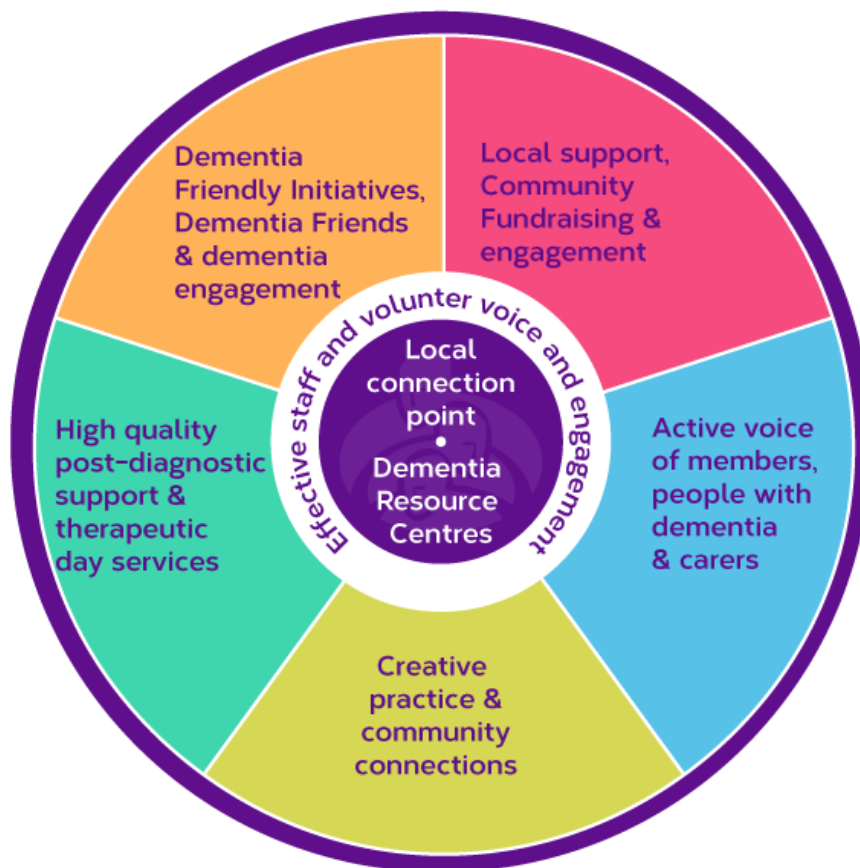 Dementia
Friendly Initiatives,
Dementia Friends
& dementia
engagement
Local support,
Community
Fundraising &
engagement
Effective staff and volunter voice and engagement
Local
connection
point
•
Dementia
Resource
Centres
High quality
post-diagnostic
support &
therapeutic
day services
Active voice
of members,
people with
dementia
& carers
Creative
practice &
community
connections